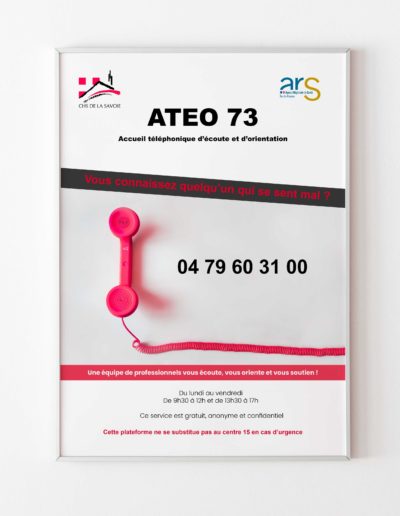 CHS DE LA SAVOIE
ars
ATEO 73
Accueil téléphonique d'écoute et d'orientation
Vous connaissez quelqu'un qui se sent mal ?
04 79 60 31 00
Une équipe de professionnels vous écoute, vous oriente et vous soutien !
Du lundi au vendredi
De 9h30 à 12h et de 13h30 à 17h
Ce service est gratuit, anonyme et confidentiel
Cette plateforme ne se substitue pas au centre 15 en cas d'urgence